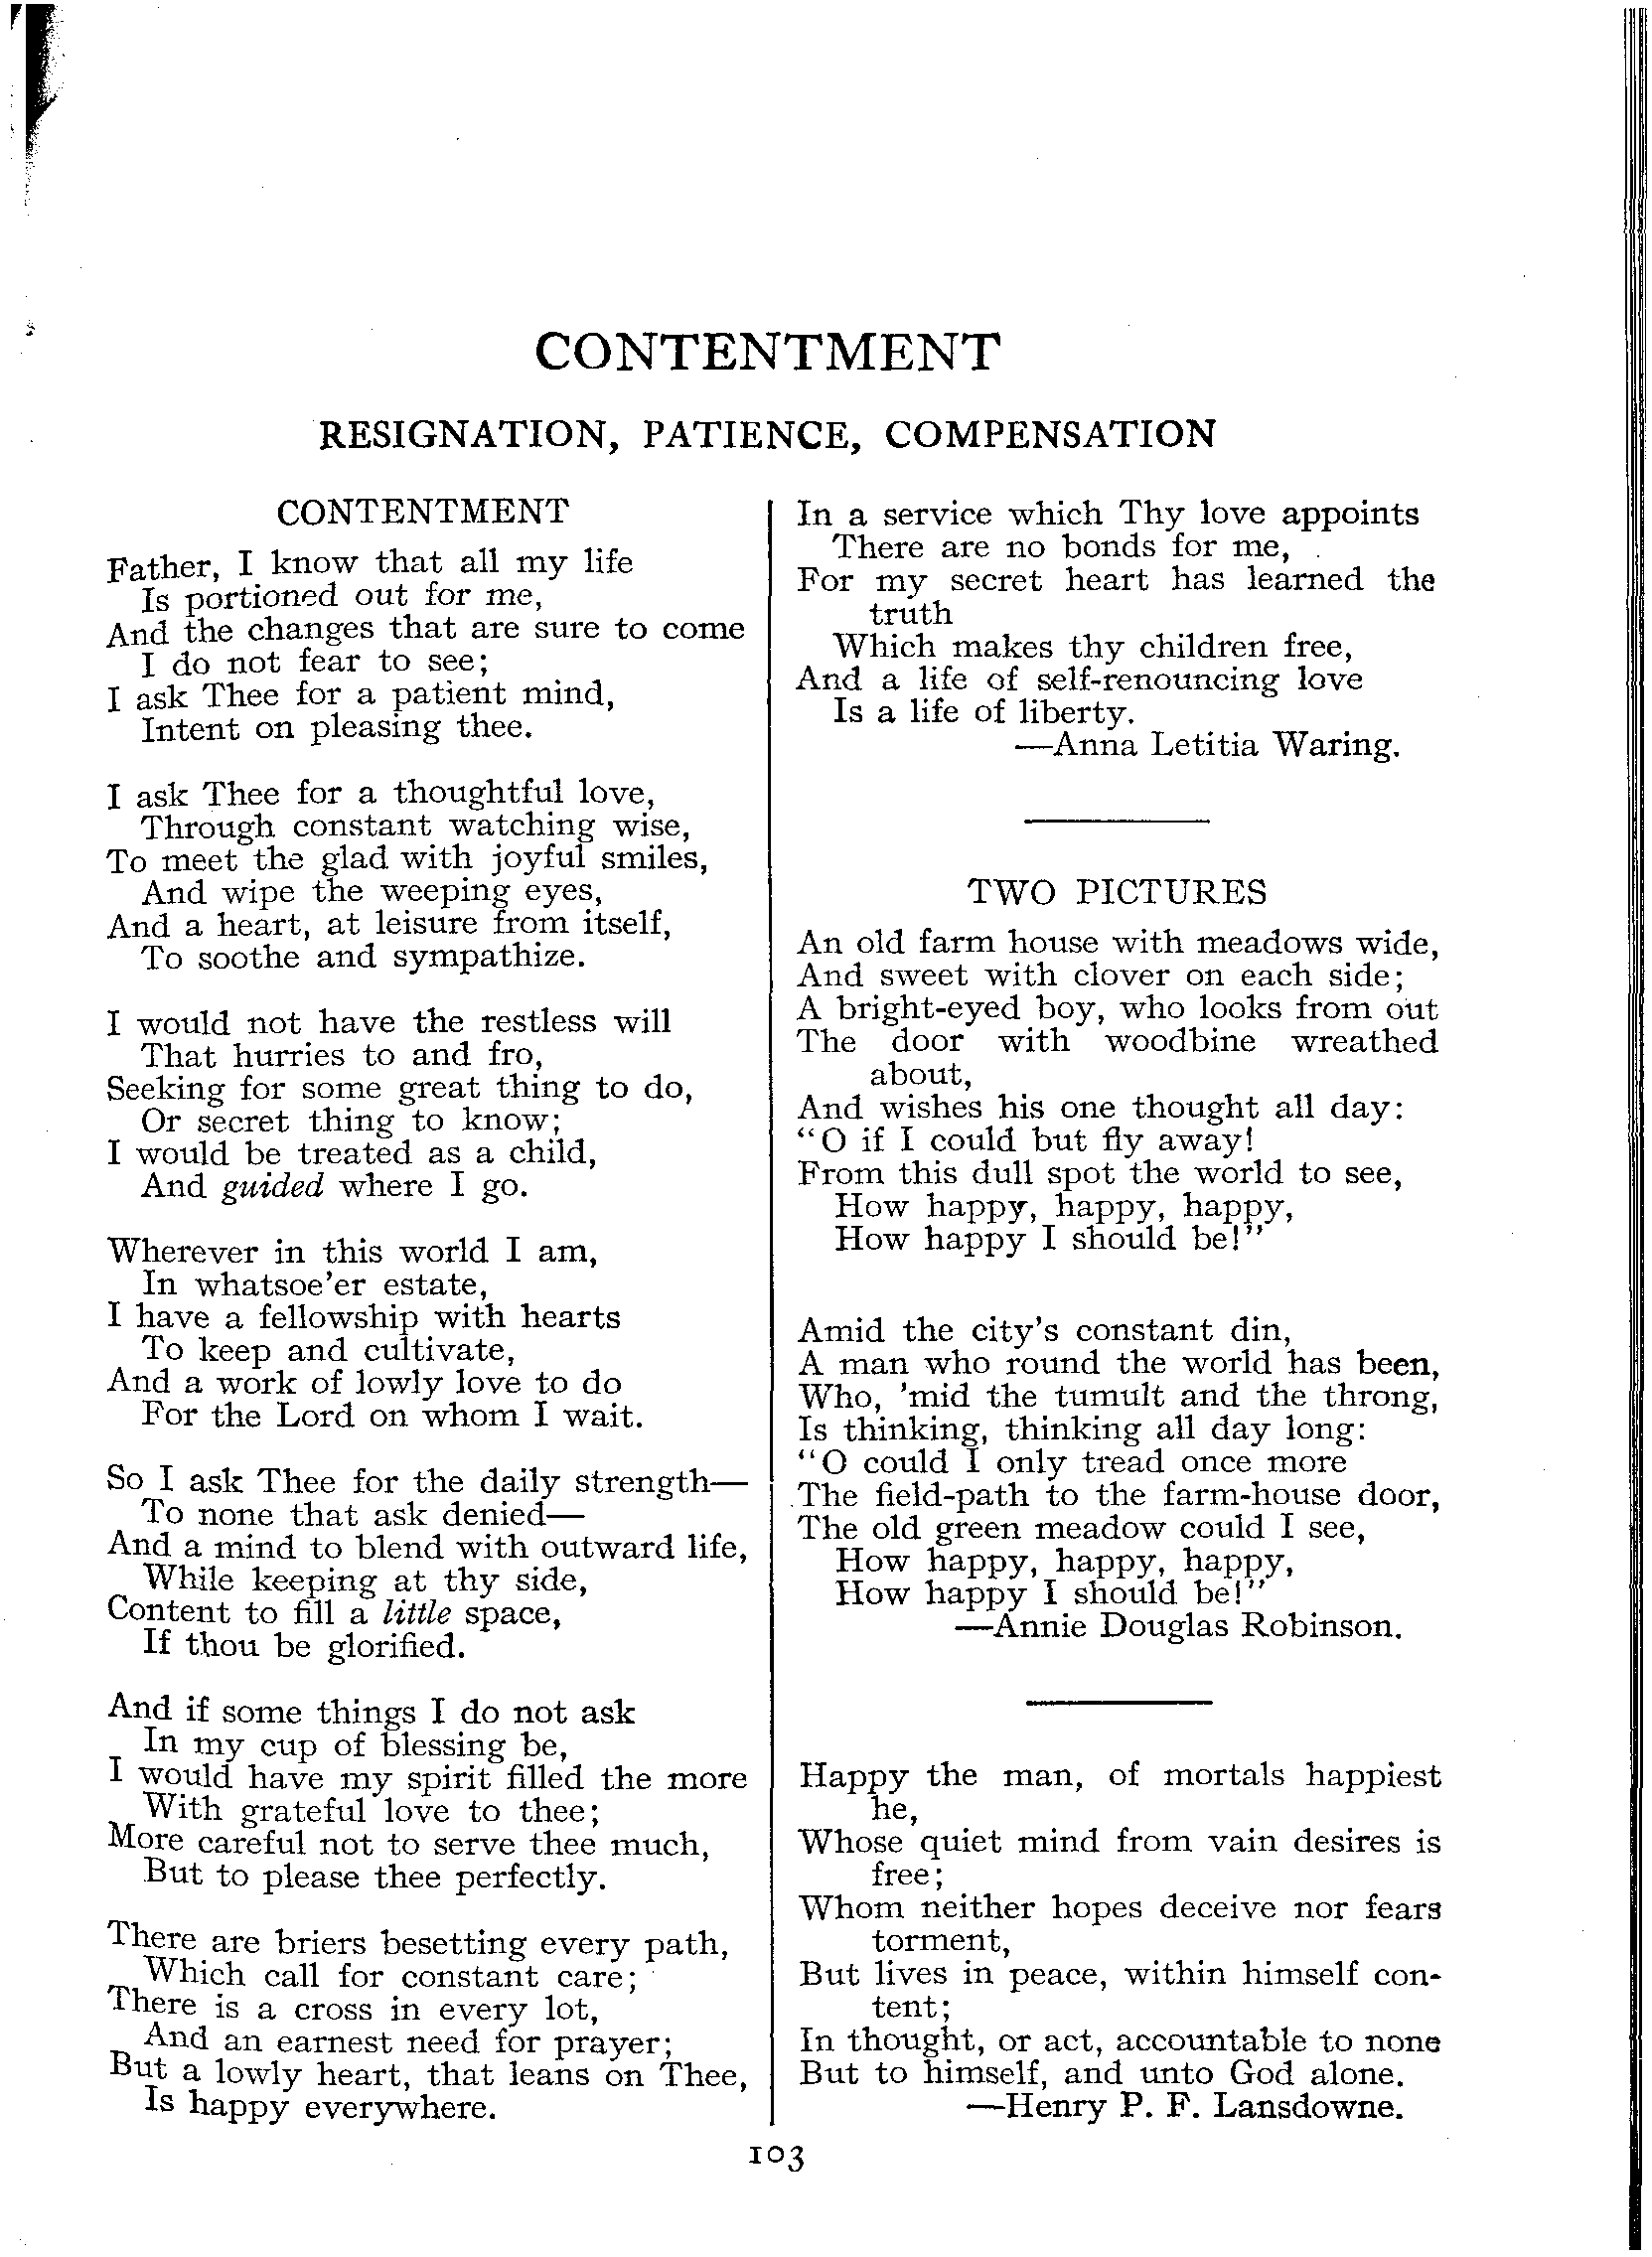 CONTENTMENT
RESIGNATION, PATIENCE, COMPENSATION
CONTENTMENT
Father, I know that all my life
Is portioned out for me,
And the changes that are sure to come
I do not fear to see;
I ask Thee for a patient mind,
Intent on pleasing thee.
I ask Thee for a thoughtful love,
Through constant watching wise,
To meet the glad with joyful smiles,
And wipe the weeping eyes,
And a heart, at leisure from itself,
To soothe and sympathize.
I would not have the restless will
That hurries to and fro,
Seeking for some great thing to do,
Or secret thing to know;
I would be treated as a child,
And guided where I go.
Wherever in this world I am,
In whatsoe'er estate,
I have a fellowship with hearts
To keep and cultivate,
And a work of lowly love to do
For the Lord on whom I wait.
So I ask Thee for the daily strength—
To none that ask denied—
And a mind to blend with outward life,
While keeping at thy side,
Content to fill a little space,
If thou be glorified.
And if some things I do not ask
In my cup of blessing be,
I would have my spirit filled the more
With grateful love to thee;
More careful not to serve thee much,
But to please thee perfectly.
There are briers besetting every path,
Which call for constant care;
There is a cross in every lot,
And an earnest need for prayer;
But a lowly heart, that leans on Thee,
Is happy everywhere.
In a service which Thy love appoints
There are no bonds for me,
For my secret heart has learned the
truth
Which makes thy children free,
And a life of self-renouncing love
Is a life of liberty.
—Anna Letitia Waring.
TWO PICTURES
An old farm house with meadows wide,
And sweet with clover on each side;
A bright-eyed boy, who looks from out
The door with woodbine wreathed
about,
And wishes his one thought all day:
"O if I could but fly away!
From this dull spot the world to see,
How happy, happy, happy,
How happy I should be!"
Amid the city's constant din,
A man who round the world has been,
Who, 'mid the tumult and the throng,
Is thinking, thinking all day long:
"O could I only tread once more
The field-path to the farm-house door,
The old green meadow could I see,
How happy, happy, happy,
How happy I should be!"
—Annie Douglas Robinson.
Happy the man, of mortals happiest
he,
Whose quiet mind from vain desires is
free;
Whom neither hopes deceive nor fears
torment,
But lives in peace, within himself con-
tent;
In thought, or act, accountable to none
But to himself, and unto God alone.
—Henry P. F. Lansdowne.
103